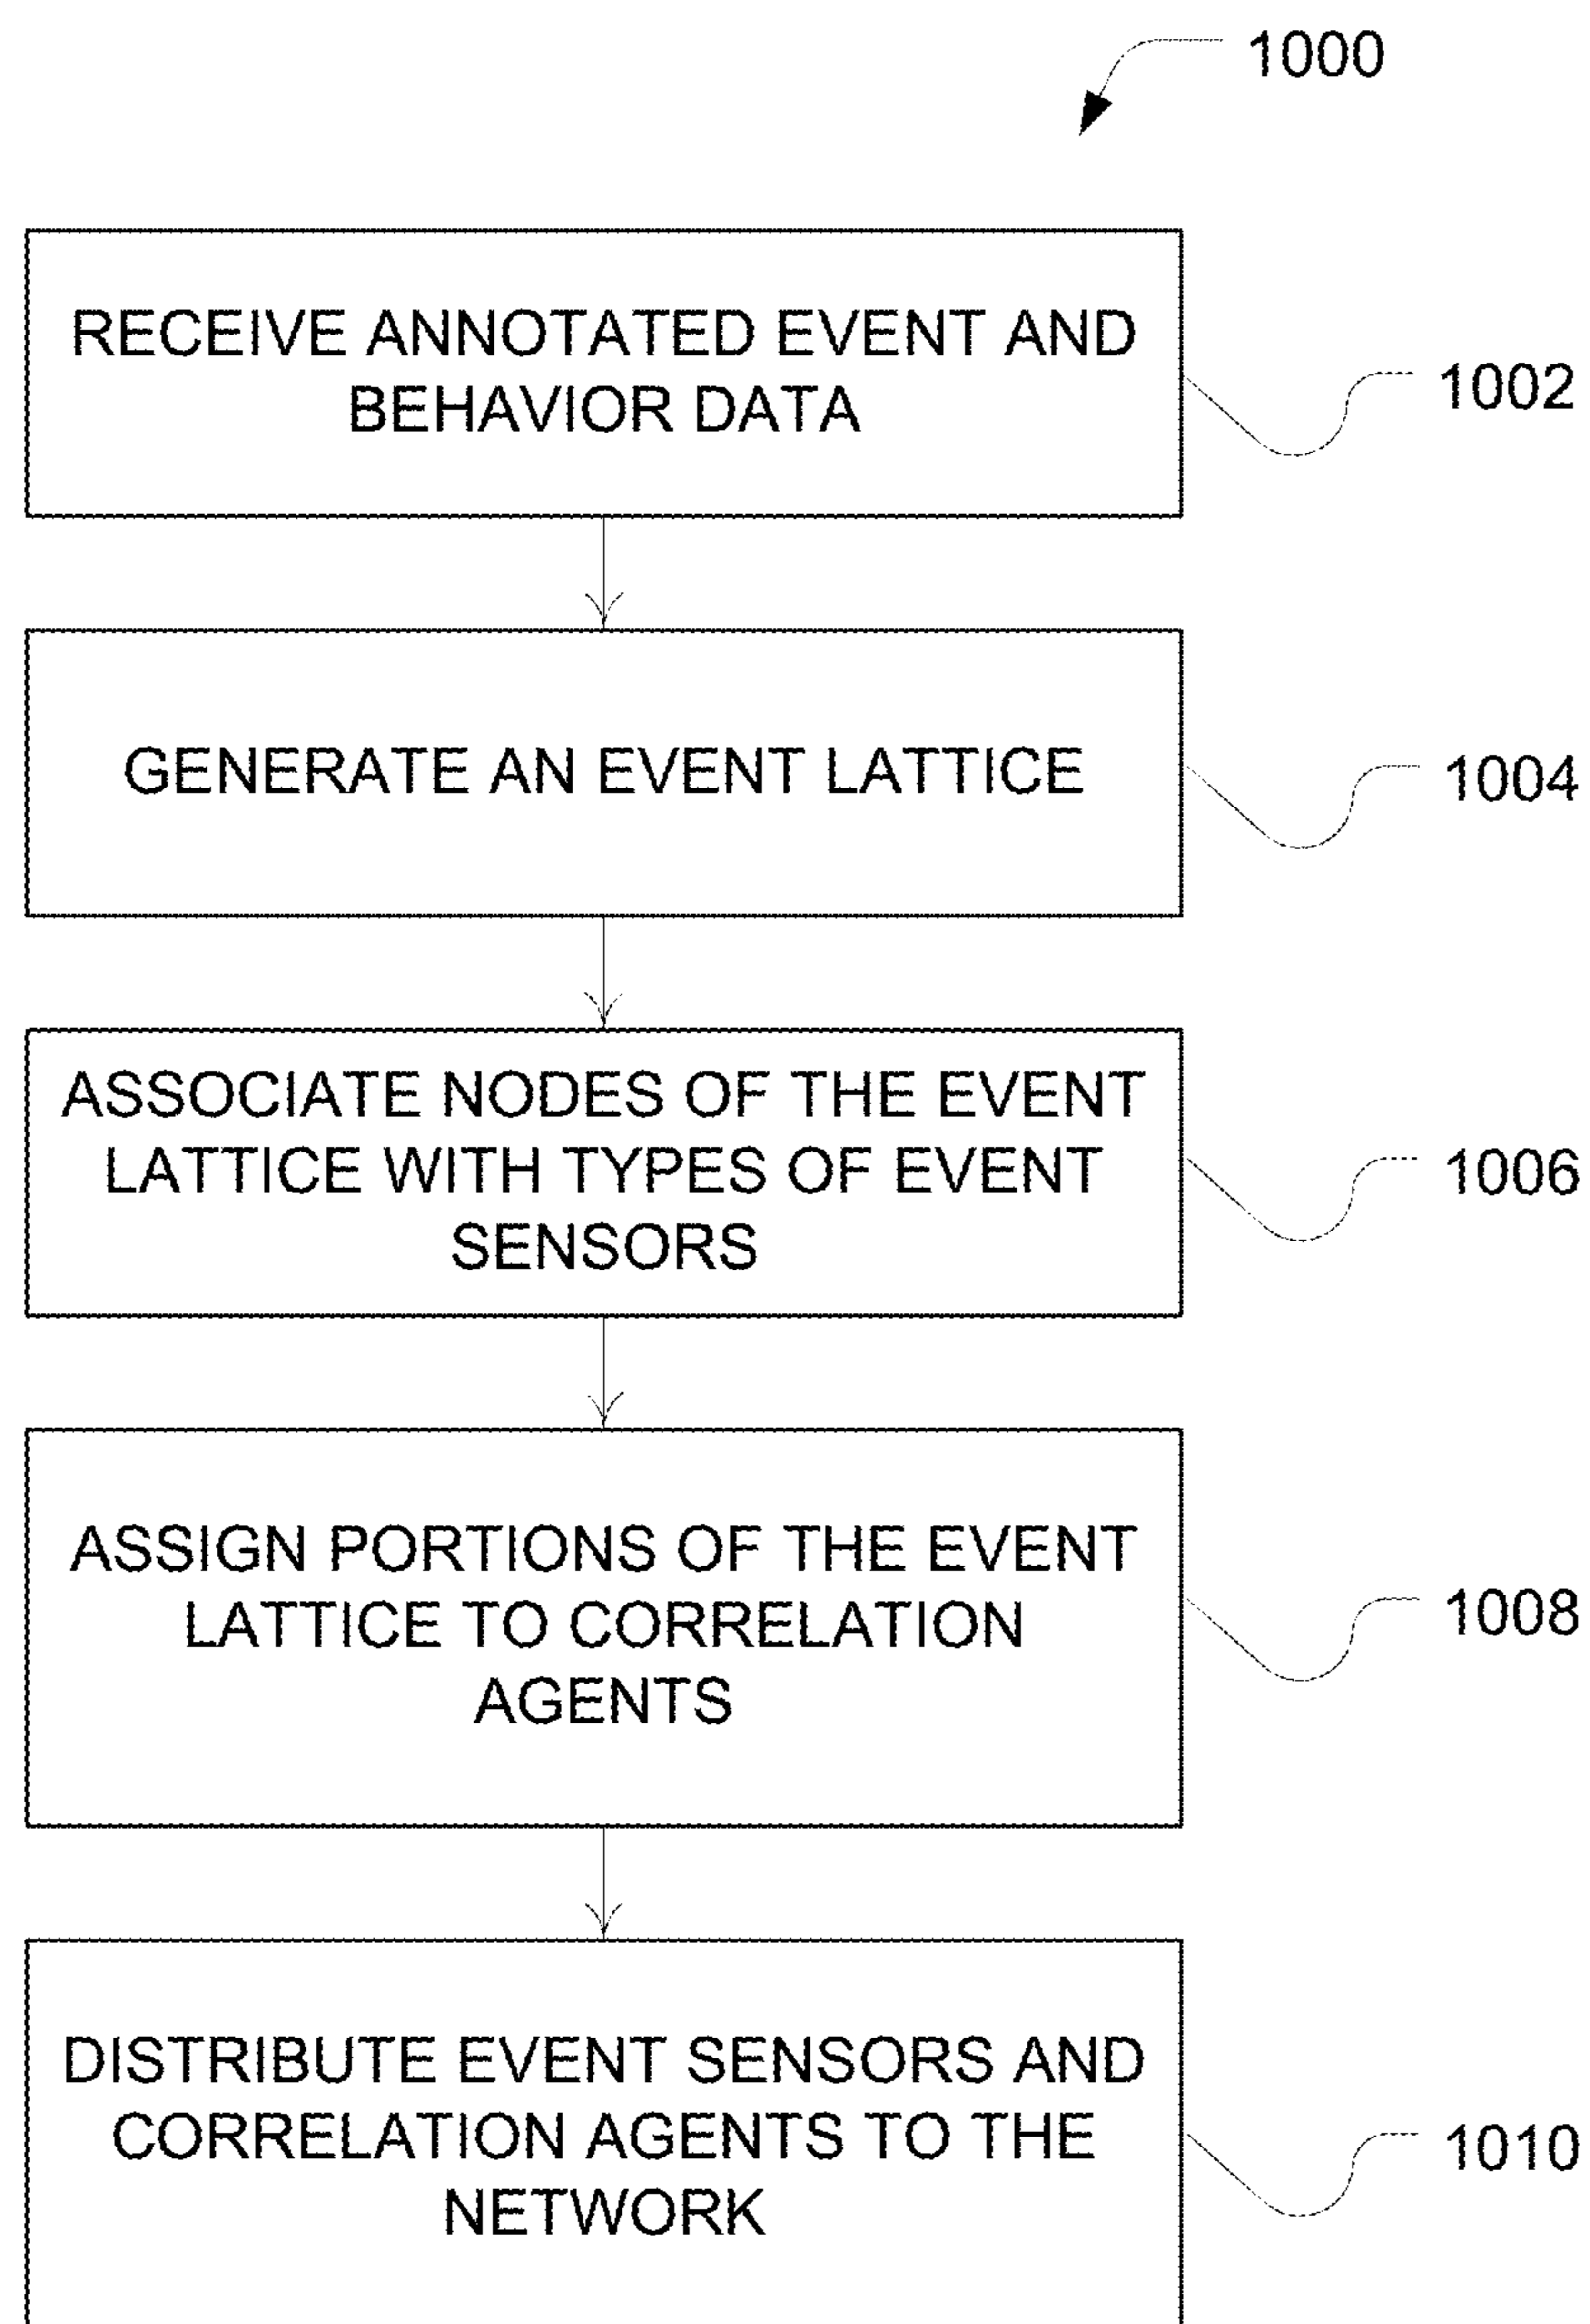 1000
RECEIVE ANNOTATED EVENT AND
BEHAVIOR DATA
1002
GENERATE AN EVENT LATTICE
1004
ASSOCIATE NODES OF THE EVENT
LATTICE WITH TYPES OF EVENT
SENSORS
1006
ASSIGN PORTIONS OF THE EVENT
LATTICE TO CORRELATION
AGENTS
1008
DISTRIBUTE EVENT SENSORS AND
CORRELATION AGENTS TO THE
NETWORK
1010